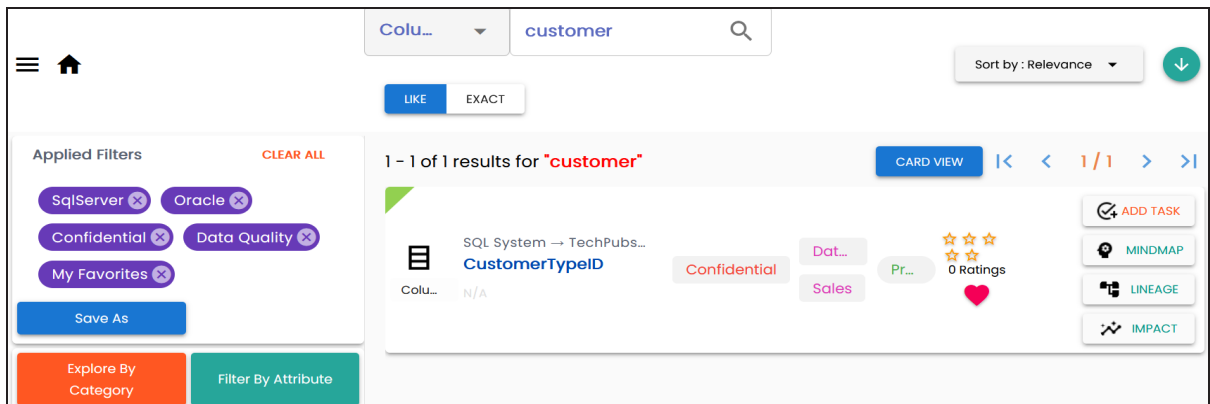 Colu...
customer
Sort by : Relevance
LIKE
EXACT
Applied Filters
CLEAR ALL
SqlServer
Oracle
Confidential
Data Quality
My Favorites
Save As
Explore By
Category
Filter By Attribute
1 - 1 of 1 results for "customer"
CARD VIEW
1 / 1
Colu...
SQL System → TechPubs...
CustomerTypeID
N/A
Confidential
Dat...
Sales
Pr...
0 Ratings
ADD TASK
MINDMAP
LINEAGE
IMPACT